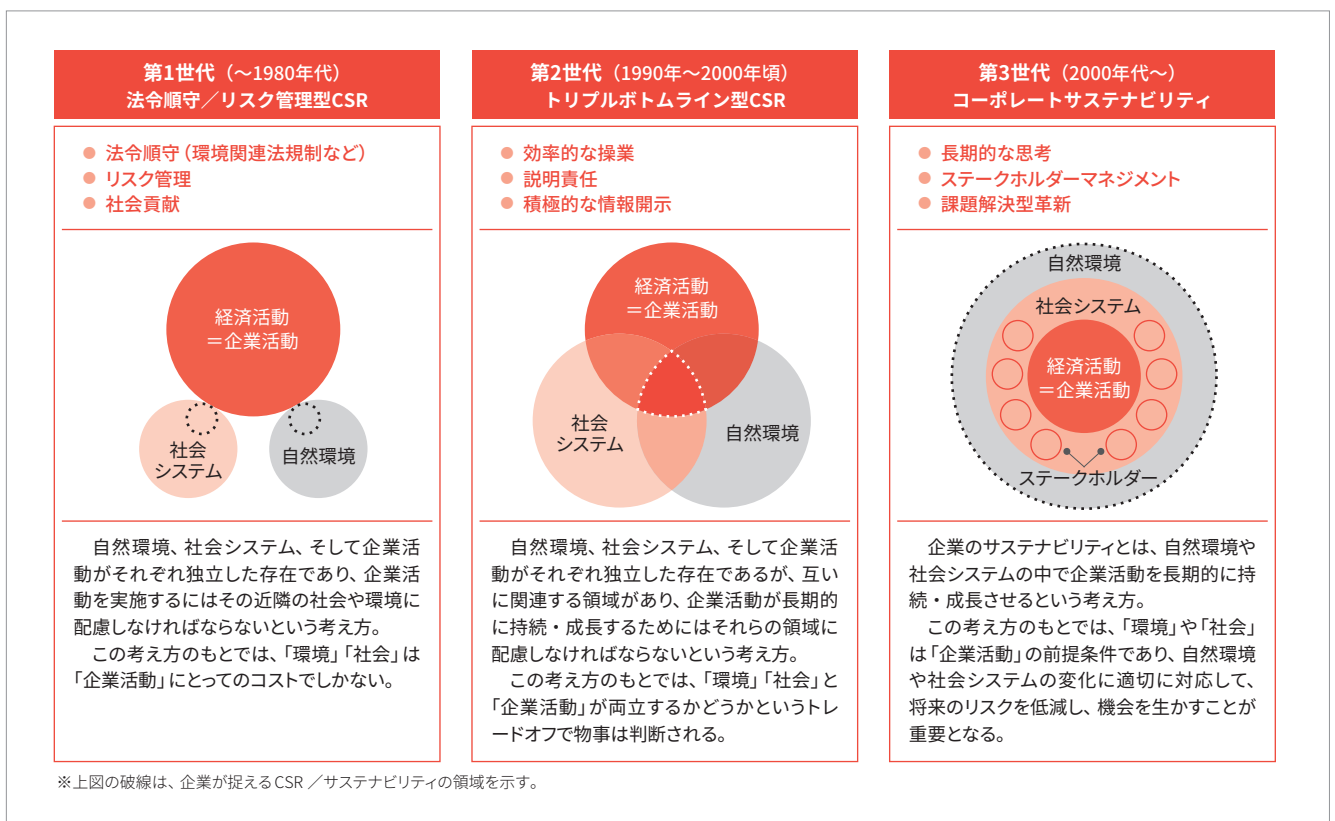 第1世代（～1980年代）
法令順守／リスク管理型CSR
● 法令順守（環境関連法規制など）
● リスク管理
● 社会貢献
経済活動
＝企業活動
社会
システム
自然環境
自然環境、社会システム、そして企業活
動がそれぞれ独立した存在であり、企業活
動を実施するにはその近隣の社会や環境に
配慮しなければならないという考え方。
この考え方のもとでは、「環境」「社会」は
「企業活動」にとってのコストでしかない。
第2世代（1990年～2000年頃）
トリプルボトムライン型CSR
● 効率的な操業
● 説明責任
● 積極的な情報開示
経済活動
＝企業活動
社会
システム
自然環境
自然環境、社会システム、そして企業活
動がそれぞれ独立した存在であるが、互い
に関連する領域があり、企業活動が長期的
に持続・成長するためにはそれらの領域に
配慮しなければならないという考え方。
この考え方のもとでは、「環境」「社会」と
「企業活動」が両立するかどうかというトレ
ードオフで物事は判断される。
第3世代（2000年代～）
コーポレートサステナビリティ
● 長期的な思考
● ステークホルダーマネジメント
● 課題解決型革新
自然環境
社会システム
経済活動
＝企業活動
ステークホルダー
企業のサステナビリティとは、自然環境や
社会システムの中で企業活動を長期的に持
続・成長させるという考え方。
この考え方のもとでは、「環境」や「社会」
は「企業活動」の前提条件であり、自然環境
や社会システムの変化に適切に対応して、
将来のリスクを低減し、機会を生かすことが
重要となる。
※上図の破線は、企業が捉えるCSR／サステナビリティの領域を示す。